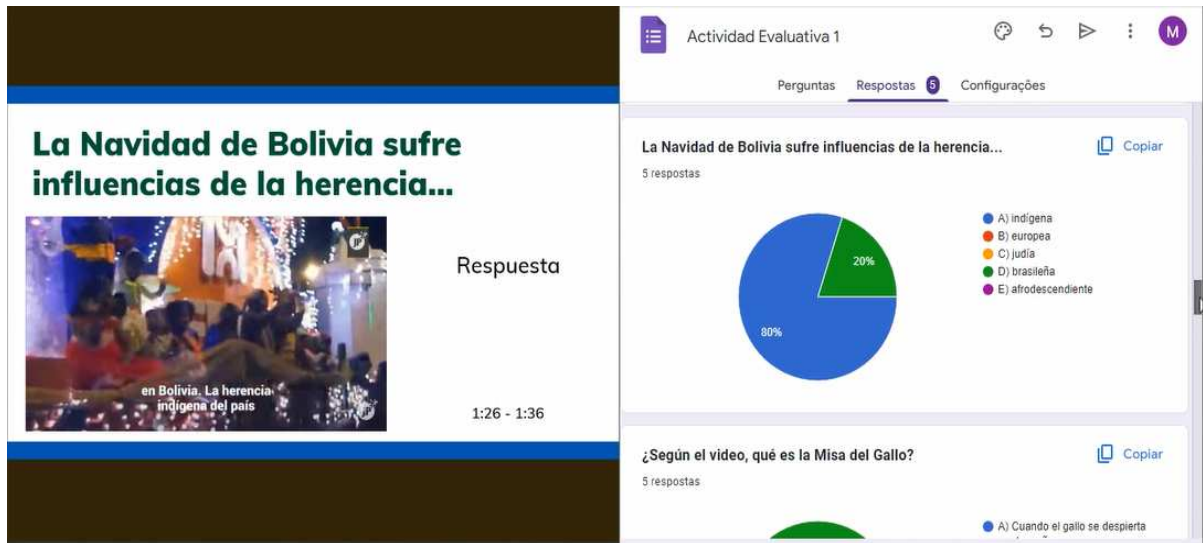 La Navidad de Bolivia sufre
influencias de la herencia...
JP
en Bolivia. La herencia
indígena del país
JP
Respuesta
1:26 - 1:36
Actividad Evaluativa 1
M
Perguntas Respostas 5 Configurações
La Navidad de Bolivia sufre influencias de la herencia...
Copiar
5 respostas
20%
80%
A) indígena
B) europea
C) judía
D) brasileña
E) afrodescendiente
¿Según el video, qué es la Misa del Gallo?
Copiar
5 respostas
A) Cuando el gallo se despierta